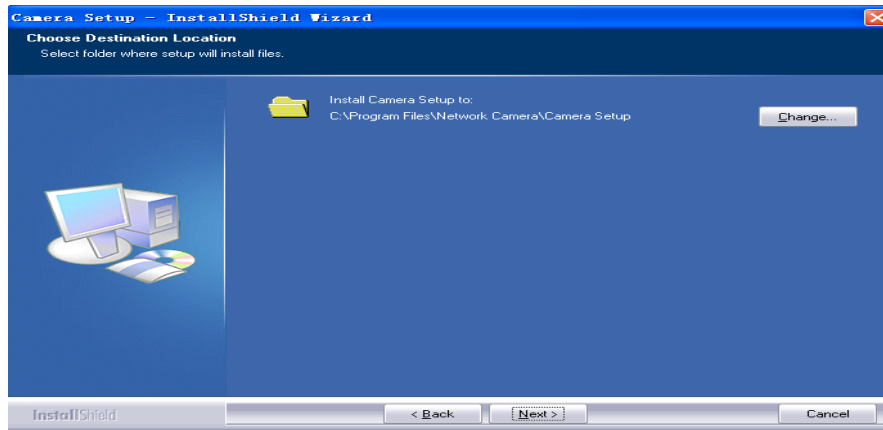 Camera Setup - InstallShield Wizard
Choose Destination Location
Select folder where setup will install files.
Install Camera Setup to:
C:\Program Files\Network Camera\Camera Setup
Change...
InstallShield
< Back
Next >
Cancel